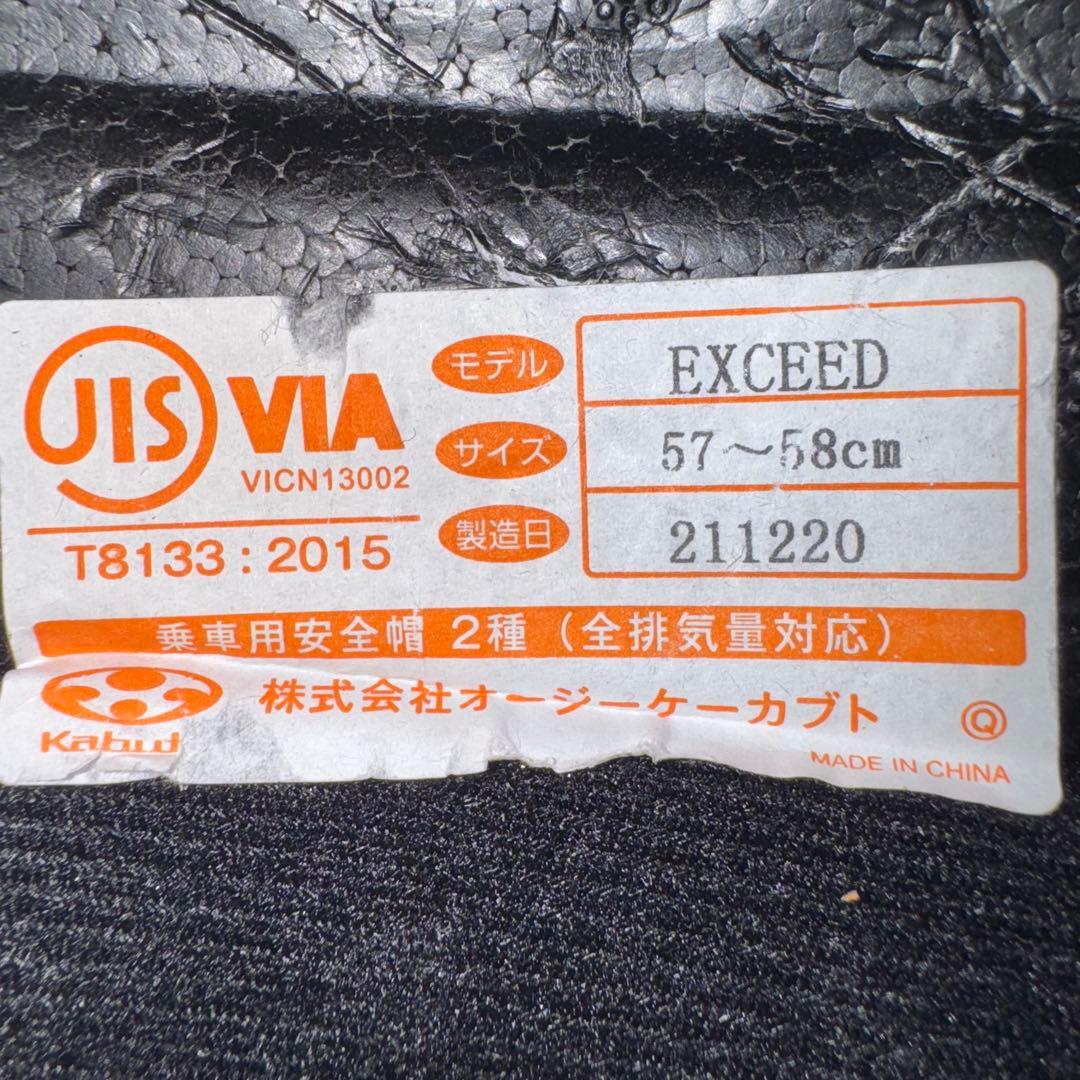 JIS VIA
VICN13002
T8133:2015
モデル EXCEED
サイズ 57~58cm
製造日 211220
乗車用安全帽 2種 (全排気量対応)
Kabuto
株式会社オージーケーカブト
Q
MADE IN CHINA